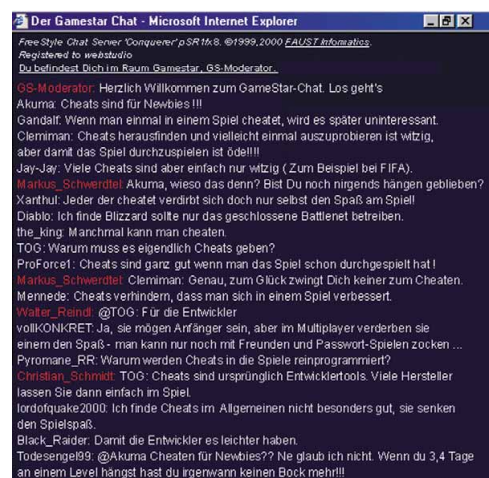 Der Gamestar Chat - Microsoft Internet Explorer
FreeStyle Chat Server 'Conquerer' pSR1fx8. ©1999,2000 FAUST Informatics.
Registered to webstudio
Du befindest Dich im Raum Gamestar, GS-Moderator.
GS-Moderator: Herzlich Willkommen zum GameStar-Chat. Los geht's
Akuma: Cheats sind für Newbies !!!
Gandalf: Wenn man einmal in einem Spiel cheatet, wird es später uninteressant.
Clemiman: Cheats herausfinden und vielleicht einmal auszuprobieren ist witzig,
aber damit das Spiel durchzuspielen ist öde!!!!
Jay-Jay: Viele Cheats sind aber einfach nur witzig ( Zum Beispiel bei FIFA).
Markus_Schwerdtel: Akuma, wieso das denn? Bist Du noch nirgends hängen geblieben?
Xanthul: Jeder der cheatet verdirbt sich doch nur selbst den Spaß am Spiel!
Diablo: Ich finde Blizzard sollte nur das geschlossene Battlenet betreiben.
the_king: Manchmal kann man cheaten.
TOG: Warum muss es eigendlich Cheats geben?
ProForce1: Cheats sind ganz gut wenn man das Spiel schon durchgespielt hat !
Markus_Schwerdtel: Clemiman: Genau, zum Glück zwingt Dich keiner zum Cheaten.
Mennede: Cheats verhindern, dass man sich in einem Spiel verbessert.
Walter_Reindl: @TOG: Für die Entwickler
vollKONKRET: Ja, sie mögen Anfänger sein, aber im Multiplayer verderben sie
einem den Spaß - man kann nur noch mit Freunden und Passwort-Spielen zocken ...
Pyromane_RR: Warum werden Cheats in die Spiele reinprogrammiert?
Christian_Schmidt: TOG: Cheats sind ursprünglich Entwicklertools. Viele Hersteller
lassen Sie dann einfach im Spiel.
lordofquake2000: Ich finde Cheats im Allgemeinen nicht besonders gut, sie senken
den Spielspaß.
Black_Raider: Damit die Entwickler es leichter haben.
Todesengel99: @Akuma Cheaten für Newbies?? Ne glaub ich nicht. Wenn du 3,4 Tage
an einem Level hängst hast du irgenwann keinen Bock mehr!!!